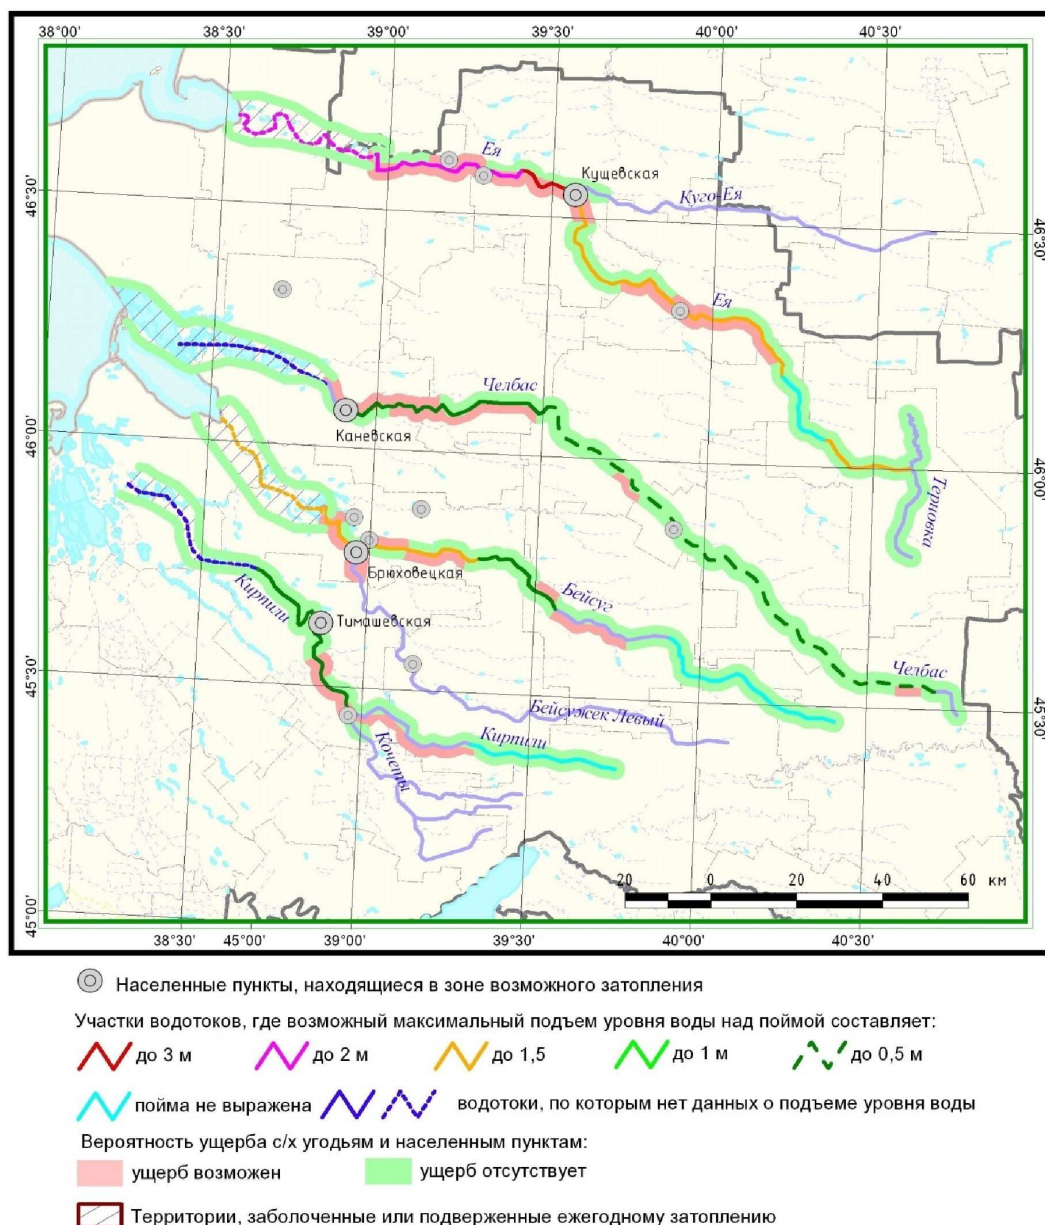 38°00' 38°30' 39°00' 39°30' 40°00' 40°30'
Ея
Кущевская
Куго-Ея
46°30'
46°30'
Ея
Челбас
Каневская
46°00'
46°00'
Терновка
Брюховецкая
Бейсуг
Кирпили
Тимашевская
45°30'
Челбас
Бейсужек Левый
45°30'
Кирпили
Кочеты
20 0 20 40 60 км
45°00'
38°30' 45°00' 39°00' 39°30' 40°00' 40°30'
Населенные пункты, находящиеся в зоне возможного затопления
Участки водотоков, где возможный максимальный подъем уровня воды над поймой составляет:
до 3 м до 2 м до 1,5 до 1 м до 0,5 м
пойма не выражена водотоки, по которым нет данных о подъеме уровня воды
Вероятность ущерба с/х угодьям и населенным пунктам:
ущерб возможен ущерб отсутствует
Территории, заболоченные или подверженные ежегодному затоплению